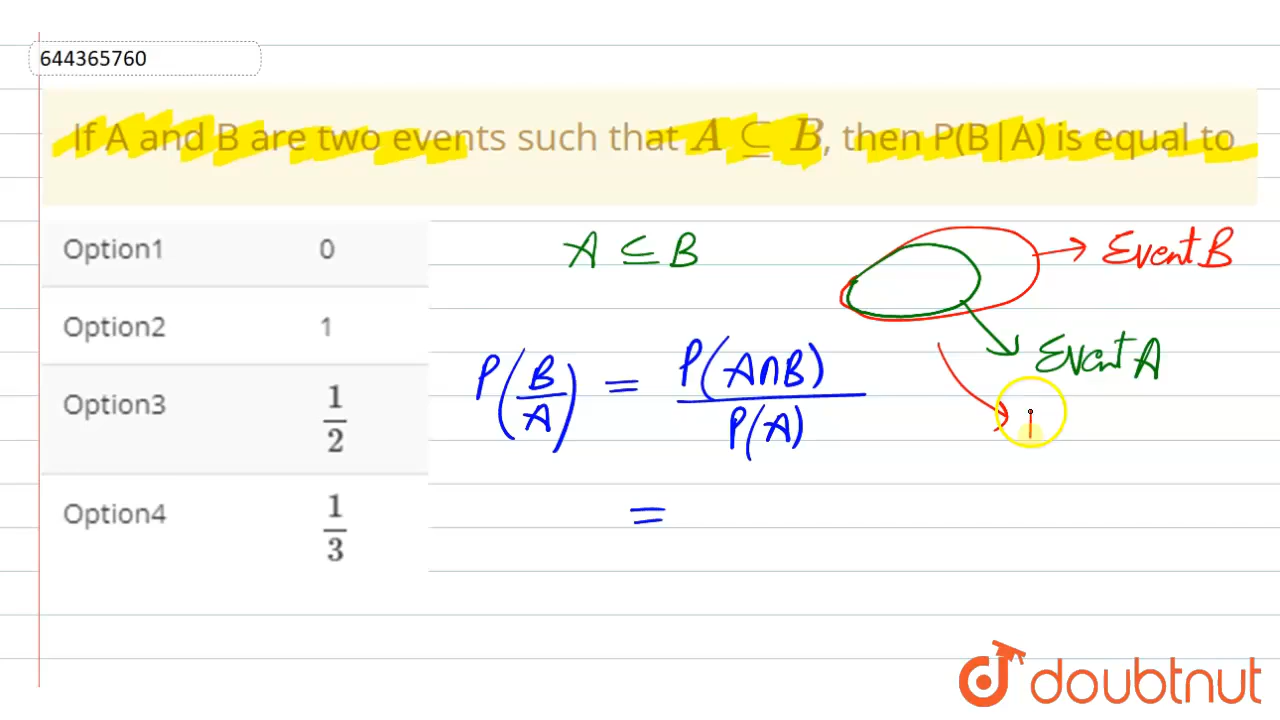 644365760
If A and B are two events such that A ⊆ B, then P(B|A) is equal to
Option1 0
Option2 1
Option3 1/2
Option4 1/3
A ⊆ B
Event B
Event A
P(B/A) = P(A∩B)/P(A)
=
doubtnut